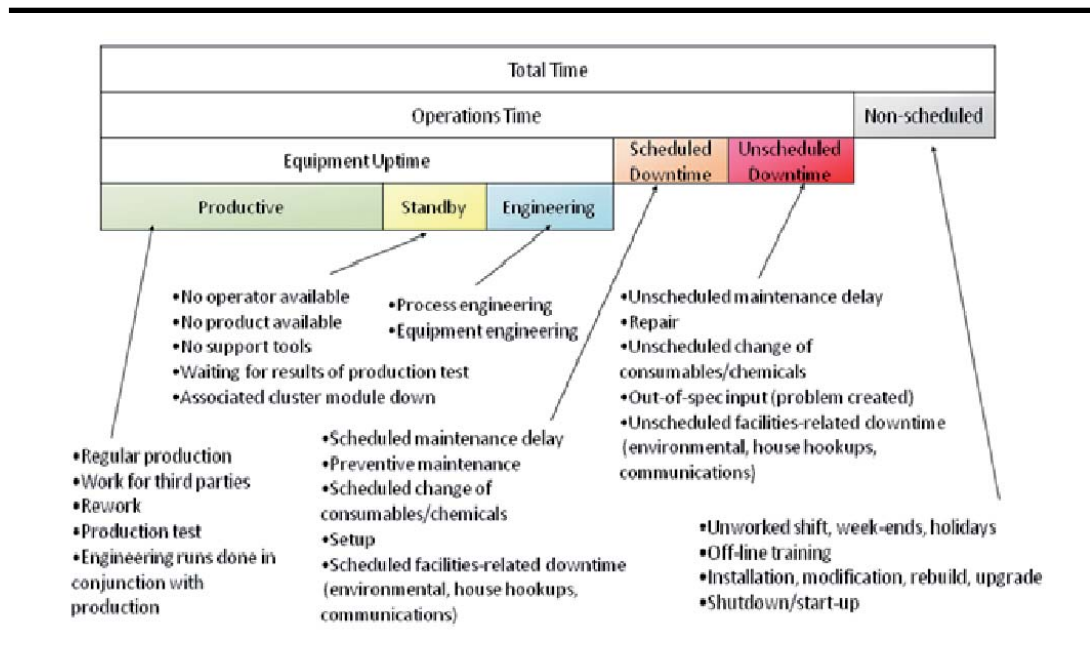 Total Time
Operations Time
Non-scheduled
Equipment Uptime
Scheduled
Downtime
Unscheduled
Downtime
Productive
Standby
Engineering
•No operator available
•No product available
•No support tools
•Waiting for results of production test
•Associated cluster module down
•Process engineering
•Equipment engineering
•Unscheduled maintenance delay
•Repair
•Unscheduled change of
consumables/chemicals
•Out-of-spec input (problem created)
•Unscheduled facilities-related downtime
(environmental, house hookups,
communications)
•Regular production
•Work for third parties
•Rework
•Production test
•Engineering runs done in
conjunction with
production
•Scheduled maintenance delay
•Preventive maintenance
•Scheduled change of
consumables/chemicals
•Setup
•Scheduled facilities-related downtime
(environmental, house hookups,
communications)
•Unworked shift, week-ends, holidays
•Off-line training
•Installation, modification, rebuild, upgrade
•Shutdown/start-up